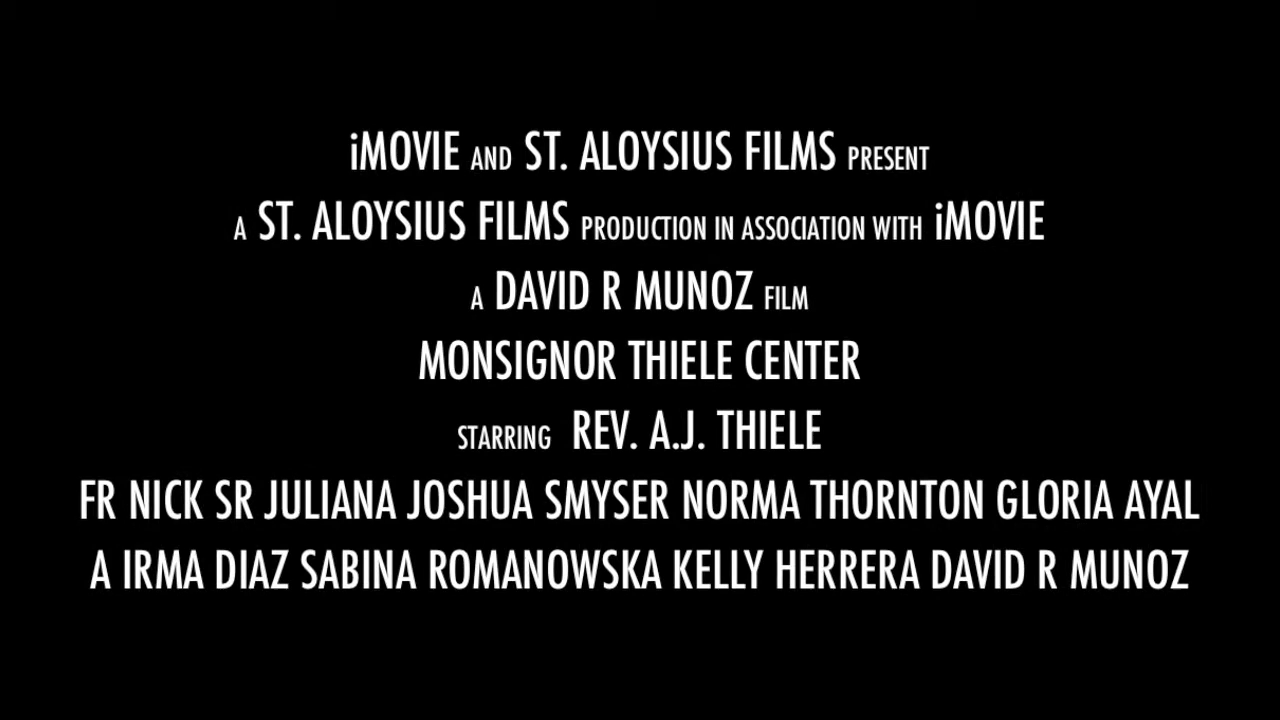 iMOVIE AND ST. ALOYSIUS FILMS PRESENT
A ST. ALOYSIUS FILMS PRODUCTION IN ASSOCIATION WITH iMOVIE
A DAVID R MUNOZ FILM
MONSIGNOR THIELE CENTER
STARRING REV. A.J. THIELE
FR NICK SR JULIANA JOSHUA SMYSER NORMA THORNTON GLORIA AYAL
A IRMA DIAZ SABINA ROMANOWSKA KELLY HERRERA DAVID R MUNOZ